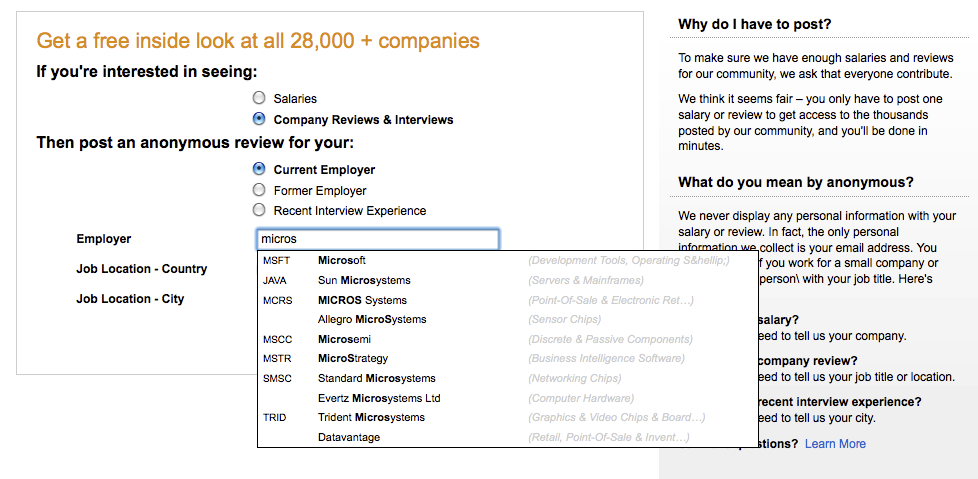 Get a free inside look at all 28,000 + companies
If you're interested in seeing:
Salaries
Company Reviews & Interviews
Then post an anonymous review for your:
Current Employer
Former Employer
Recent Interview Experience
Employer micros
Job Location - Country
Job Location - City
MSFT Microsoft (Development Tools, Operating S&hellip;)
JAVA Sun Microsystems (Servers & Mainframes)
MCRS MICROS Systems (Point-Of-Sale & Electronic Ret…)
Allegro MicroSystems (Sensor Chips)
MSCC Microsemi (Discrete & Passive Components)
MSTR MicroStrategy (Business Intelligence Software)
SMSC Standard Microsystems (Networking Chips)
Evertz Microsystems Ltd (Computer Hardware)
TRID Trident Microsystems (Graphics & Video Chips & Board…)
Datavantage (Retail, Point-Of-Sale & Invent…)
Why do I have to post?
To make sure we have enough salaries and reviews
for our community, we ask that everyone contribute.
We think it seems fair – you only have to post one
salary or review to get access to the thousands
posted by our community, and you'll be done in
minutes.
What do you mean by anonymous?
We never display any personal information with your
salary or review. In fact, the only personal
information we collect is your email address. You
f you work for a small company or
person\ with your job title. Here's
salary?
eed to tell us your company.
company review?
eed to tell us your job title or location.
recent interview experience?
eed to tell us your city.
stions? Learn More